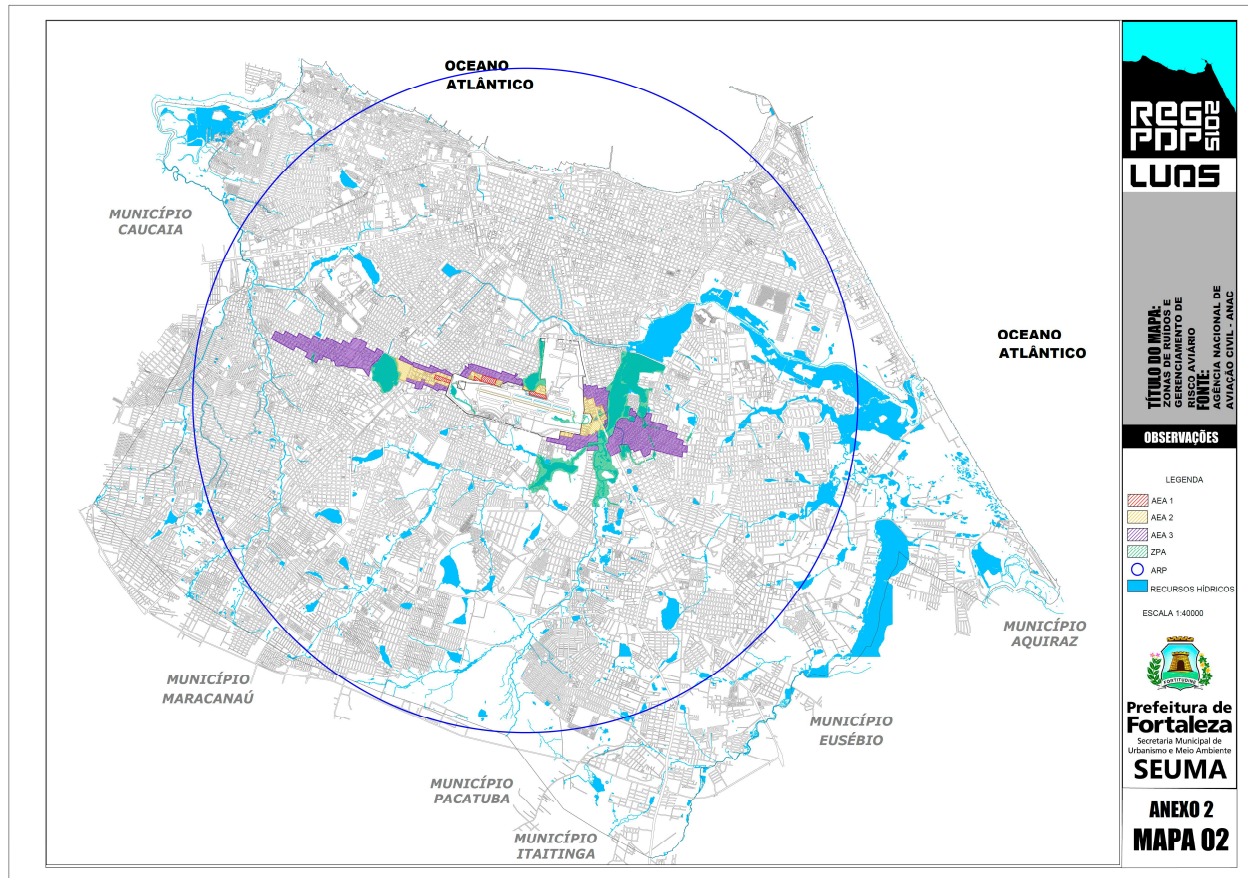 OCEANO
ATLÂNTICO
MUNICÍPIO
CAUCAIA
OCEANO
ATLÂNTICO
MUNICÍPIO
AQUIRAZ
MUNICÍPIO
MARACANAÚ
MUNICÍPIO
EUSÉBIO
MUNICÍPIO
PACATUBA
MUNICÍPIO
ITAITINGA
REG
PDP
2015
LUOS
TÍTULO DO MAPA:
ZONAS DE RUÍDOS E
GERENCIAMENTO DE
RISCO AVIÁRIO
FONTE:
AGÊNCIA NACIONAL DE
AVIAÇÃO CIVIL - ANAC
OBSERVAÇÕES
LEGENDA
AEA 1
AEA 2
AEA 3
ZPA
ARP
RECURSOS HÍDRICOS
ESCALA 1:40000
FORTITUDINE
Prefeitura de
Fortaleza
Secretaria Municipal de
Urbanismo e Meio Ambiente
SEUMA
ANEXO 2
MAPA 02